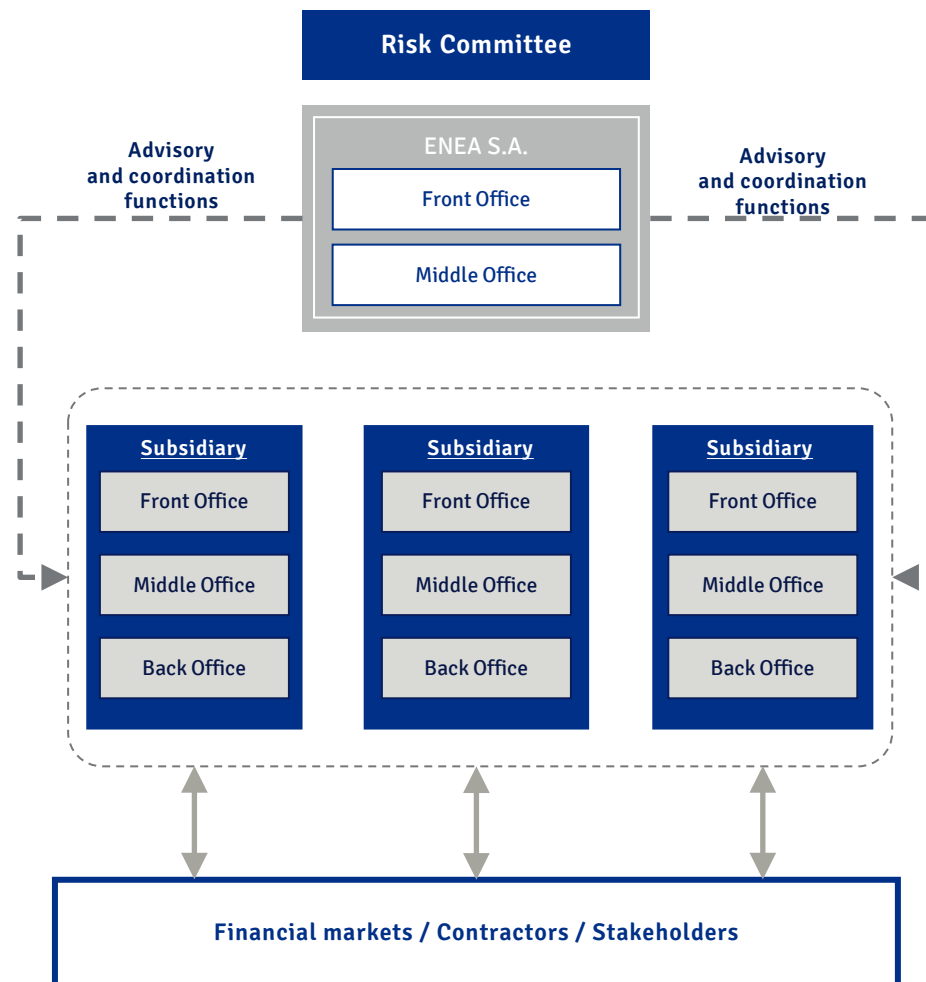 Risk Committee
ENEA S.A.
Front Office
Middle Office
Advisory
and coordination
functions
Advisory
and coordination
functions
Subsidiary
Front Office
Middle Office
Back Office
Subsidiary
Front Office
Middle Office
Back Office
Subsidiary
Front Office
Middle Office
Back Office
Financial markets / Contractors / Stakeholders